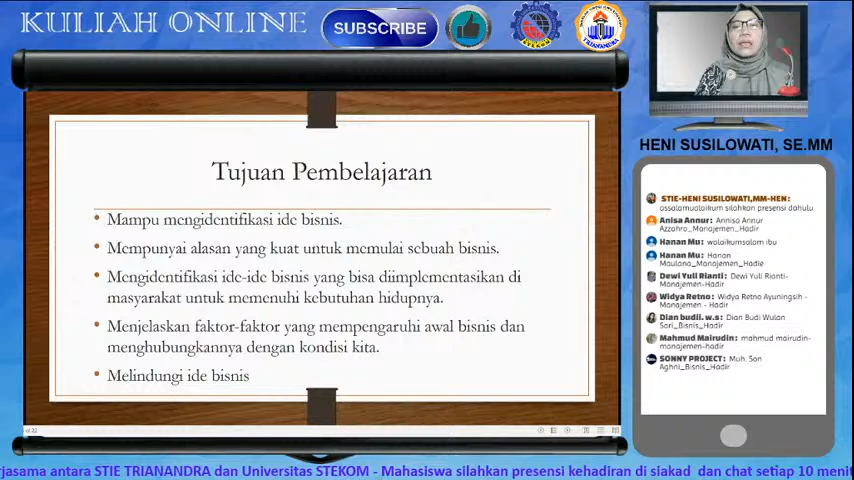 KULIAH ONLINE
SUBSCRIBE
STEKOM
TRIANANDRA
HENI SUSILOWATI, SE.MM
Tujuan Pembelajaran
Mampu mengidentifikasi ide bisnis.
Mempunyai alasan yang kuat untuk memulai sebuah bisnis.
Mengidentifikasi ide-ide bisnis yang bisa diimplementasikan di
masyarakat untuk memenuhi kebutuhan hidupnya.
Menjelaskan faktor-faktor yang mempengaruhi awal bisnis dan
menghubungkannya dengan kondisi kita.
Melindungi ide bisnis
STIE-HENI SUSILOWATI,MM-HEN:
assalamualaikum silahkan presensi dahulu
Anisa Annur: Annisa Annur
Azzahro_Manajemen_Hadir
Hanan Mu: walaikumsalam ibu
Hanan Mu: Hanan
Maulana_Manajemen_Hadie
Dewi Yuli Rianti: Dewi Yuli Rianti-
Manajemen-Hadir
Widya Retno: Widya Retno Ayuningsih -
Manajemen - Hadir
Dian budii. w.s: Dian Budi Wulan
Sari_Bisnis_Hadir
Mahmud Mairudin: mahmud mairudin-
manajemen-hadir
SONNY PROJECT: Muh. Son
Aghni_Bisnis_Hadir
rjasama antara STIE TRIANANDRA dan Universitas STEKOM - Mahasiswa silahkan presensi kehadiran di siakad dan chat setiap 10 menit